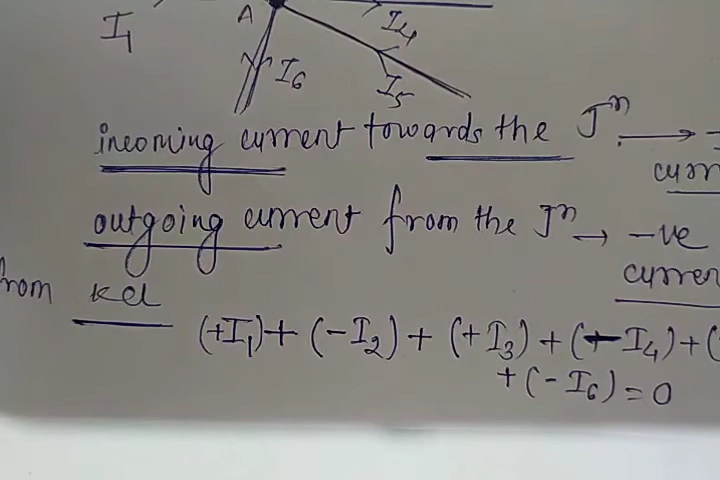 A
I₁
I₄
I₆
I₅
incoming current towards the Jⁿ. →
curr
outgoing current from the Jⁿ → -ve
curren
from kcl
(+I₁)+ (-I₂) + (+I₃) + (-I₄) + (
+ (-I₆) = 0